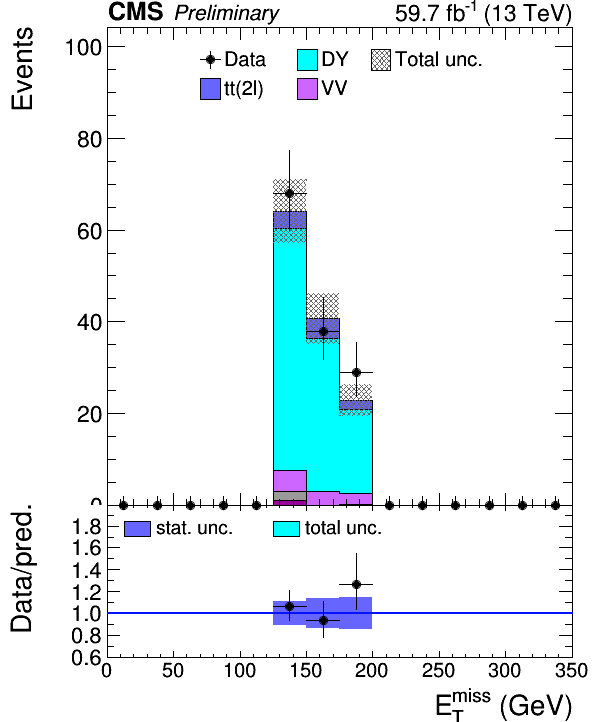 CMS Preliminary 59.7 fb⁻¹ (13 TeV)
Events
Data DY Total unc.
tt(2l) VV
100
80
60
40
20
0
Data/pred.
stat. unc. total unc.
1.8
1.6
1.4
1.2
1.0
0.8
0.6
0 50 100 150 200 250 300 350
E_T^miss (GeV)